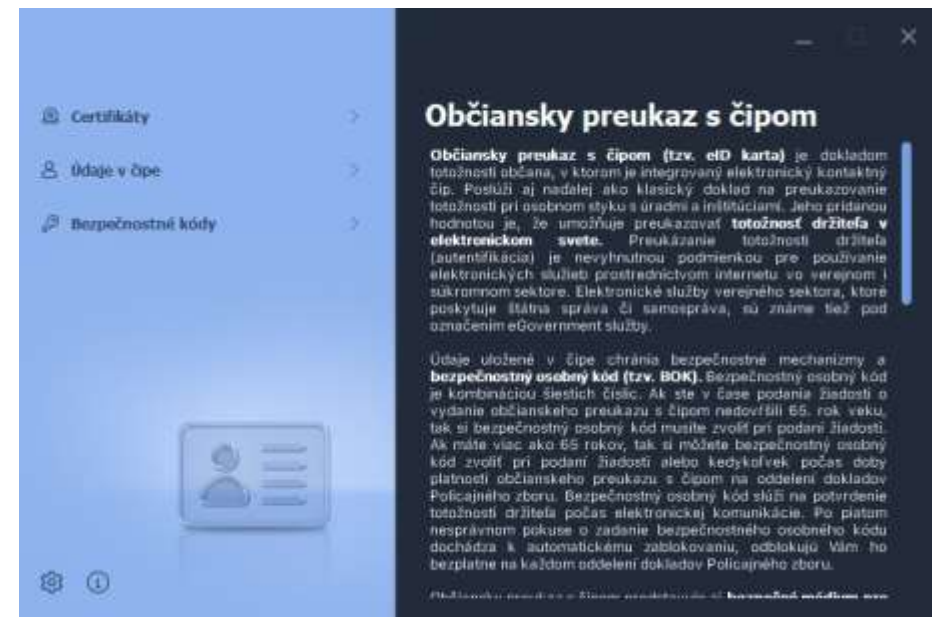 Certifikáty
Údaje v čipe
Bezpečnostné kódy
Občiansky preukaz s čipom
Občiansky preukaz s čipom (tzv. eID karta) je dokladom
totožnosti občana, v ktorom je integrovaný elektronický kontaktný
čip. Poslúži aj naďalej ako klasický doklad na preukazovanie
totožnosti pri osobnom styku s úradmi a inštitúciami. Jeho pridanou
hodnotou je, že umožňuje preukazovať totožnosť držiteľa v
elektronickom svete. Preukázanie totožnosti držiteľa
(autentifikácia) je nevyhnutnou podmienkou pre používanie
elektronických služieb prostredníctvom internetu vo verejnom i
súkromnom sektore. Elektronické služby verejného sektora, ktoré
poskytuje štátna správa či samospráva, sú známe tiež pod
označením eGovernment služby.
Údaje uložené v čipe chránia bezpečnostné mechanizmy a
bezpečnostný osobný kód (tzv. BOK). Bezpečnostný osobný kód
je kombináciou šiestich číslic. Ak ste v čase podania žiadosti o
vydanie občianskeho preukazu s čipom nedovŕšili 65. rok veku,
tak si bezpečnostný osobný kód musíte zvoliť pri podaní žiadosti.
Ak máte viac ako 65 rokov, tak si môžete bezpečnostný osobný
kód zvoliť pri podaní žiadosti alebo kedykoľvek počas doby
platnosti občianskeho preukazu s čipom na oddelení dokladov
Policajného zboru. Bezpečnostný osobný kód slúži na potvrdenie
totožnosti držiteľa počas elektronickej komunikácie. Po piatom
nesprávnom pokuse o zadanie bezpečnostného osobného kódu
dochádza k automatickému zablokovaniu, odblokujú Vám ho
bezplatne na každom oddelení dokladov Policajného zboru.
Občiansky preukaz s čipom predstavuje si bezpečné médium pre